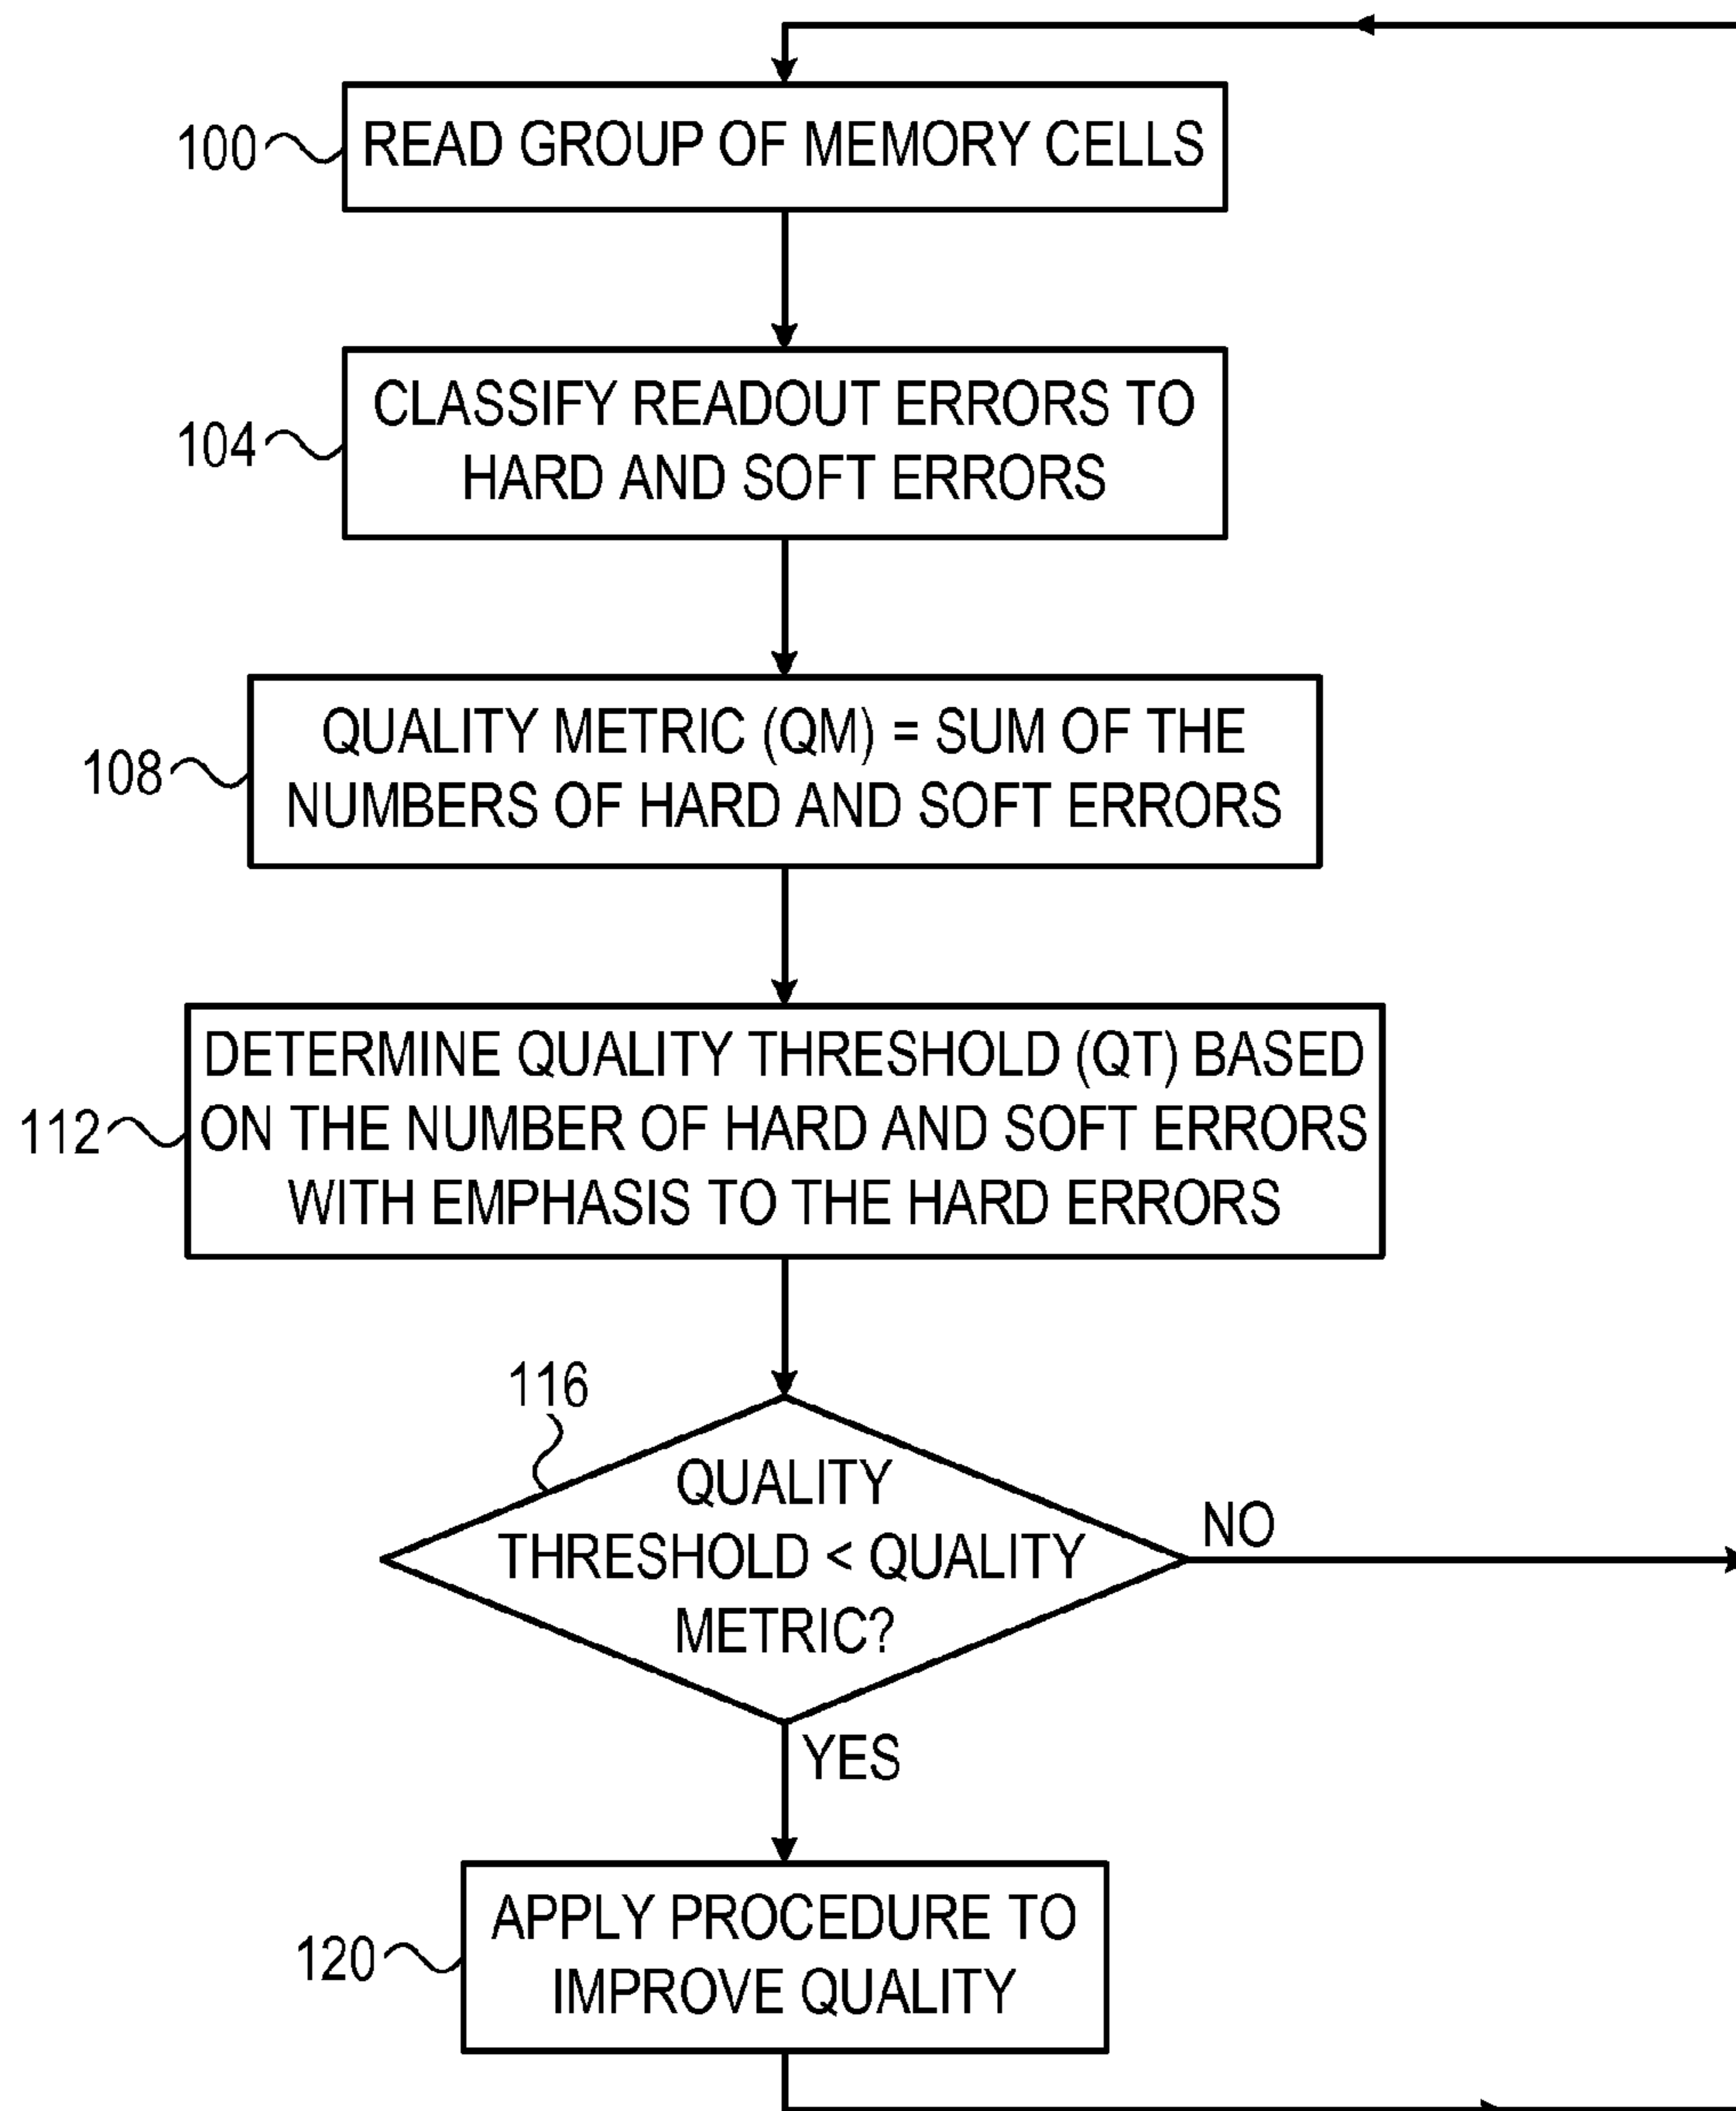 100
READ GROUP OF MEMORY CELLS
104
CLASSIFY READOUT ERRORS TO
HARD AND SOFT ERRORS
108
QUALITY METRIC (QM) = SUM OF THE
NUMBERS OF HARD AND SOFT ERRORS
112
DETERMINE QUALITY THRESHOLD (QT) BASED
ON THE NUMBER OF HARD AND SOFT ERRORS
WITH EMPHASIS TO THE HARD ERRORS
116
QUALITY
THRESHOLD < QUALITY
METRIC?
NO
YES
120
APPLY PROCEDURE TO
IMPROVE QUALITY